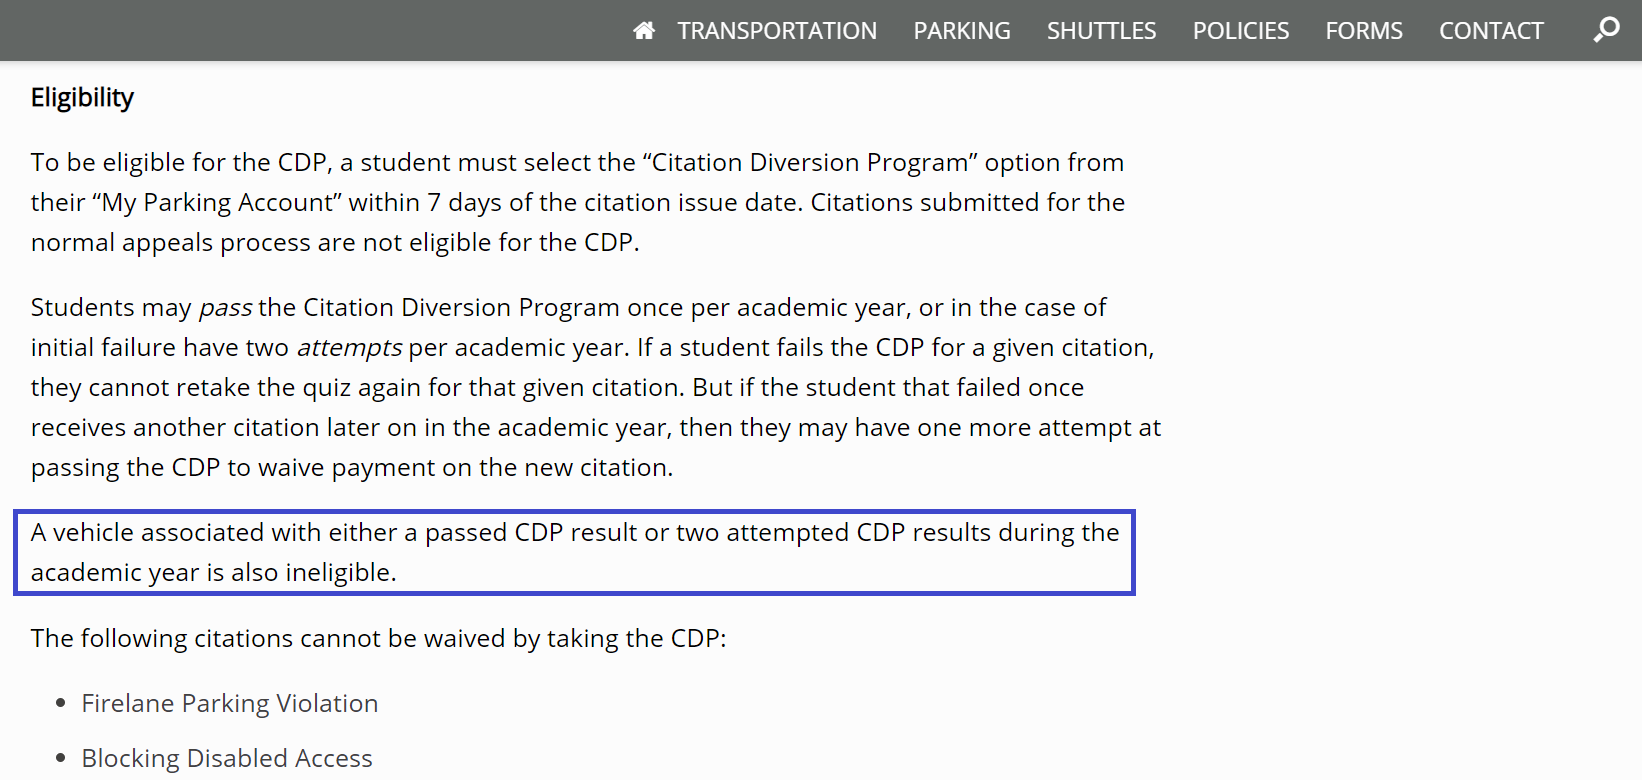 TRANSPORTATION PARKING SHUTTLES POLICIES FORMS CONTACT
Eligibility
To be eligible for the CDP, a student must select the “Citation Diversion Program” option from
their “My Parking Account” within 7 days of the citation issue date. Citations submitted for the
normal appeals process are not eligible for the CDP.
Students may pass the Citation Diversion Program once per academic year, or in the case of
initial failure have two attempts per academic year. If a student fails the CDP for a given citation,
they cannot retake the quiz again for that given citation. But if the student that failed once
receives another citation later on in the academic year, then they may have one more attempt at
passing the CDP to waive payment on the new citation.
A vehicle associated with either a passed CDP result or two attempted CDP results during the
academic year is also ineligible.
The following citations cannot be waived by taking the CDP:
• Firelane Parking Violation
• Blocking Disabled Access